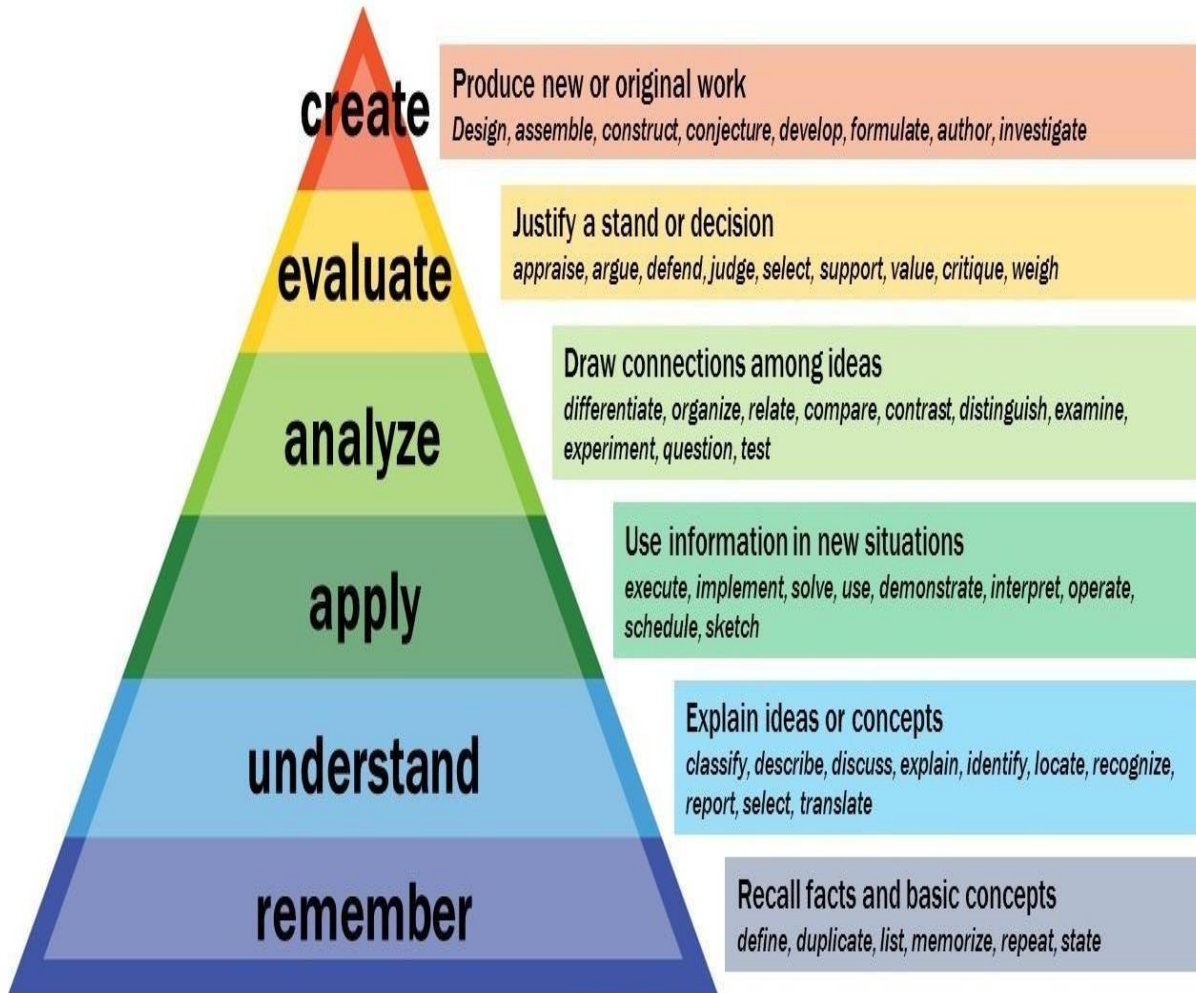 create
Produce new or original work
Design, assemble, construct, conjecture, develop, formulate, author, investigate
evaluate
Justify a stand or decision
appraise, argue, defend, judge, select, support, value, critique, weigh
analyze
Draw connections among ideas
differentiate, organize, relate, compare, contrast, distinguish, examine,
experiment, question, test
apply
Use information in new situations
execute, implement, solve, use, demonstrate, interpret, operate,
schedule, sketch
understand
Explain ideas or concepts
classify, describe, discuss, explain, identify, locate, recognize,
report, select, translate
remember
Recall facts and basic concepts
define, duplicate, list, memorize, repeat, state